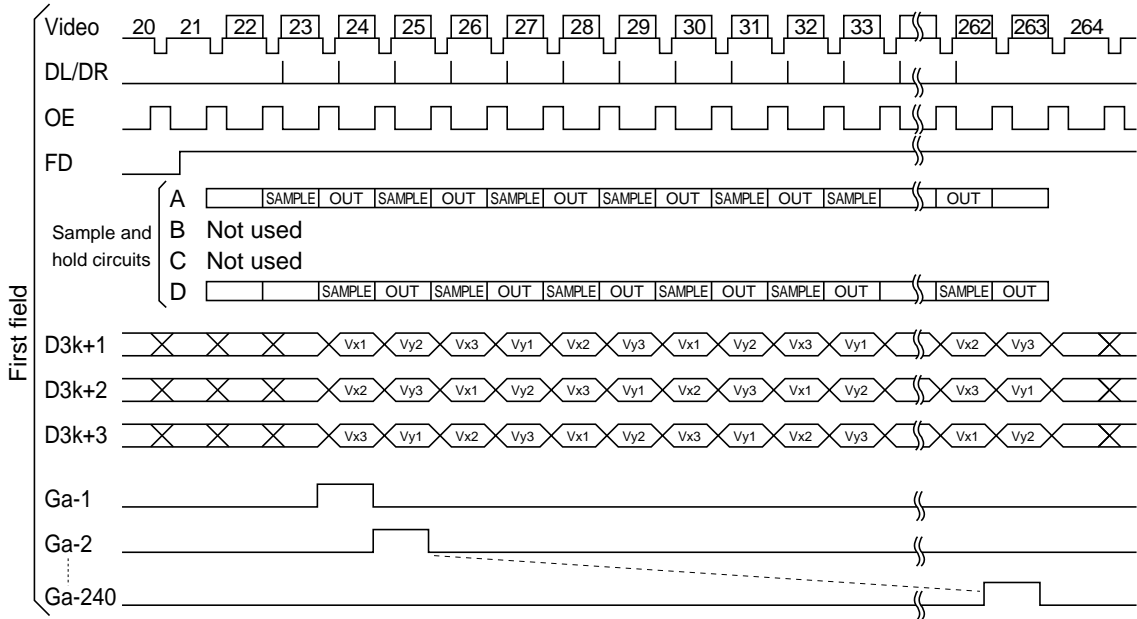 Video 20 21 22 23 24 25 26 27 28 29 30 31 32 33 262 263 264
DL/DR
OE
FD
First field
Sample and hold circuits
A SAMPLE OUT SAMPLE OUT SAMPLE OUT SAMPLE OUT SAMPLE OUT SAMPLE OUT
B Not used
C Not used
D SAMPLE OUT SAMPLE OUT SAMPLE OUT SAMPLE OUT SAMPLE OUT SAMPLE OUT
D3k+1 Vx1 Vy2 Vx3 Vy1 Vx2 Vy3 Vx1 Vy2 Vx3 Vy1 Vx2 Vy3
D3k+2 Vx2 Vy3 Vx1 Vy2 Vx3 Vy1 Vx2 Vy3 Vx1 Vy2 Vx3 Vy1
D3k+3 Vx3 Vy1 Vx2 Vy3 Vx1 Vy2 Vx3 Vy1 Vx2 Vy3 Vx1 Vy2
Ga-1
Ga-2
Ga-240